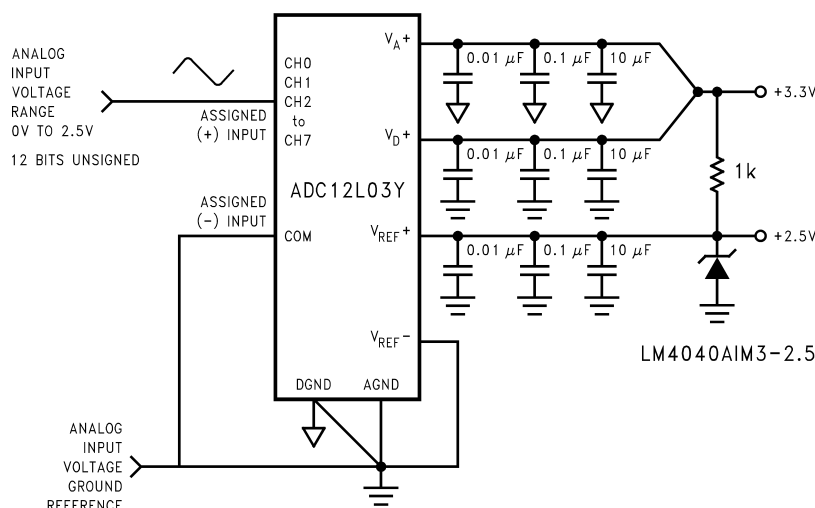 ANALOG
INPUT
VOLTAGE
RANGE
0V TO 2.5V
12 BITS UNSIGNED
ASSIGNED
(+) INPUT
ASSIGNED
(−) INPUT
CH0
CH1
CH2
to
CH7
ADC12L03Y
COM
VA+
VD+
VREF+
VREF−
DGND
AGND
0.01 μF
0.1 μF
10 μF
0.01 μF
0.1 μF
10 μF
0.01 μF
0.1 μF
10 μF
+3.3V
1k
+2.5V
LM4040AIM3-2.5
ANALOG
INPUT
VOLTAGE
GROUND
REFERENCE